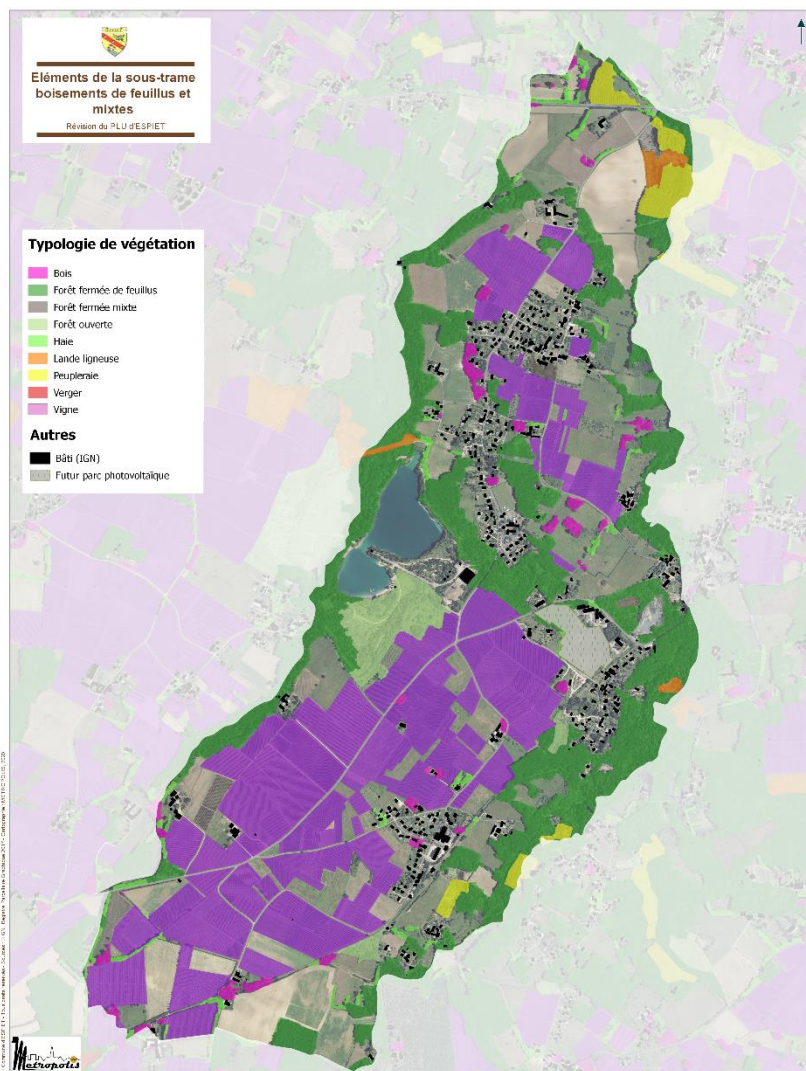 Eléments de la sous-trame
boisements de feuillus et
mixtes
Révision du PLU d'ESPIET
Typologie de végétation
Bois
Forêt fermée de feuillus
Forêt fermée mixte
Forêt ouverte
Haie
Lande ligneuse
Peupleraie
Verger
Vigne
Autres
Bâti (IGN)
Futur parc photovoltaïque
Metropolis